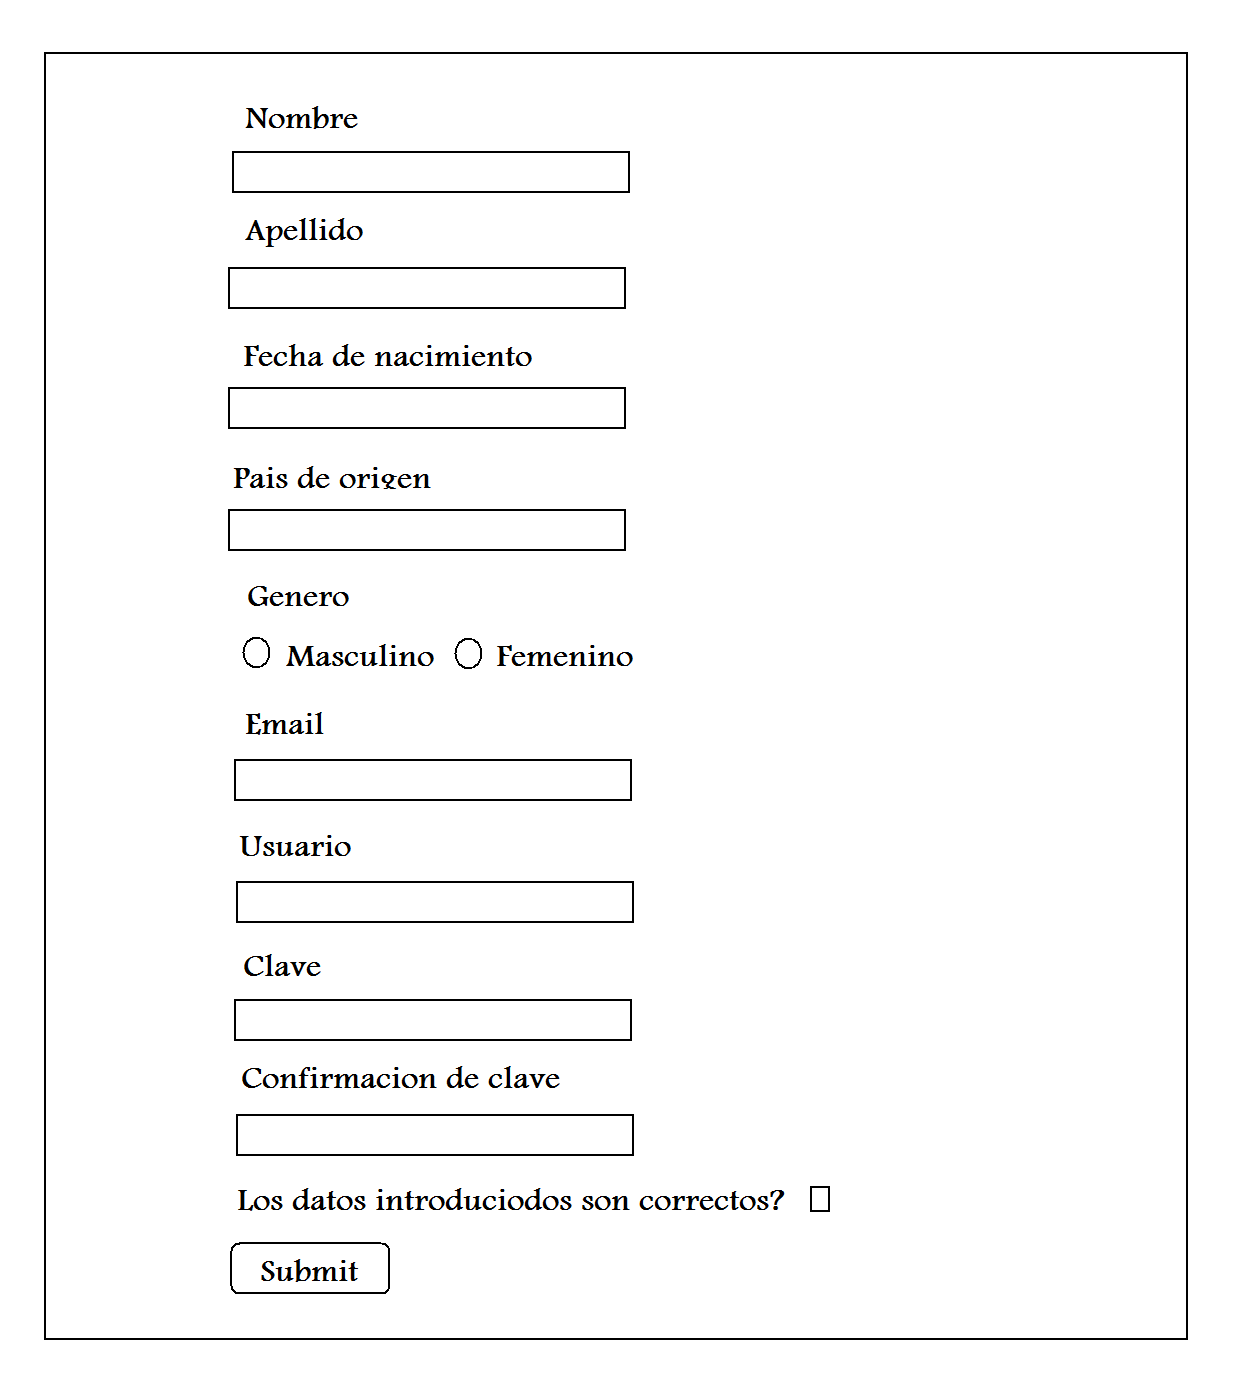 Nombre
Apellido
Fecha de nacimiento
Pais de origen
Genero
Masculino Femenino
Email
Usuario
Clave
Confirmacion de clave
Los datos introduciodos son correctos?
Submit